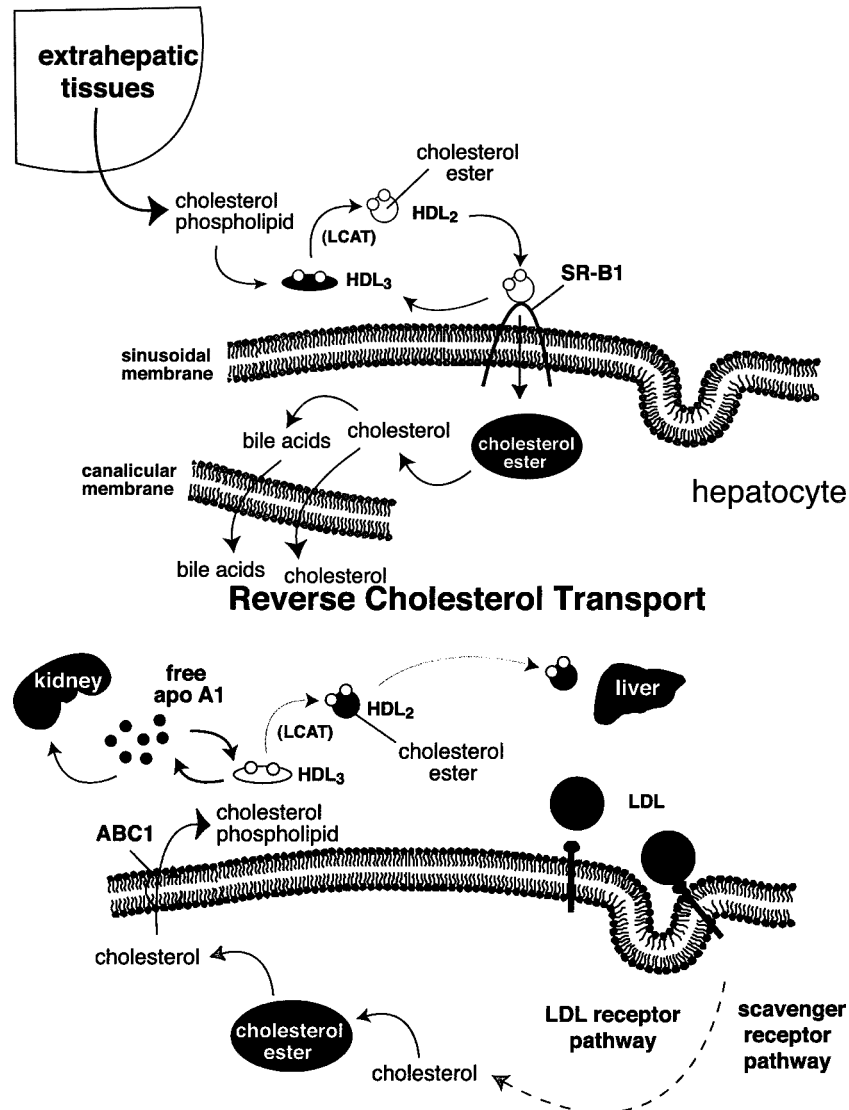 extrahepatic
tissues
cholesterol
phospholipid
cholesterol
ester
(LCAT)
HDL2
HDL3
SR-B1
sinusoidal
membrane
bile acids
cholesterol
cholesterol
ester
canalicular
membrane
hepatocyte
bile acids
cholesterol
Reverse Cholesterol Transport
kidney
free
apo A1
(LCAT)
HDL2
liver
cholesterol
ester
HDL3
cholesterol
phospholipid
ABC1
LDL
cholesterol
cholesterol
ester
cholesterol
LDL receptor
pathway
scavenger
receptor
pathway